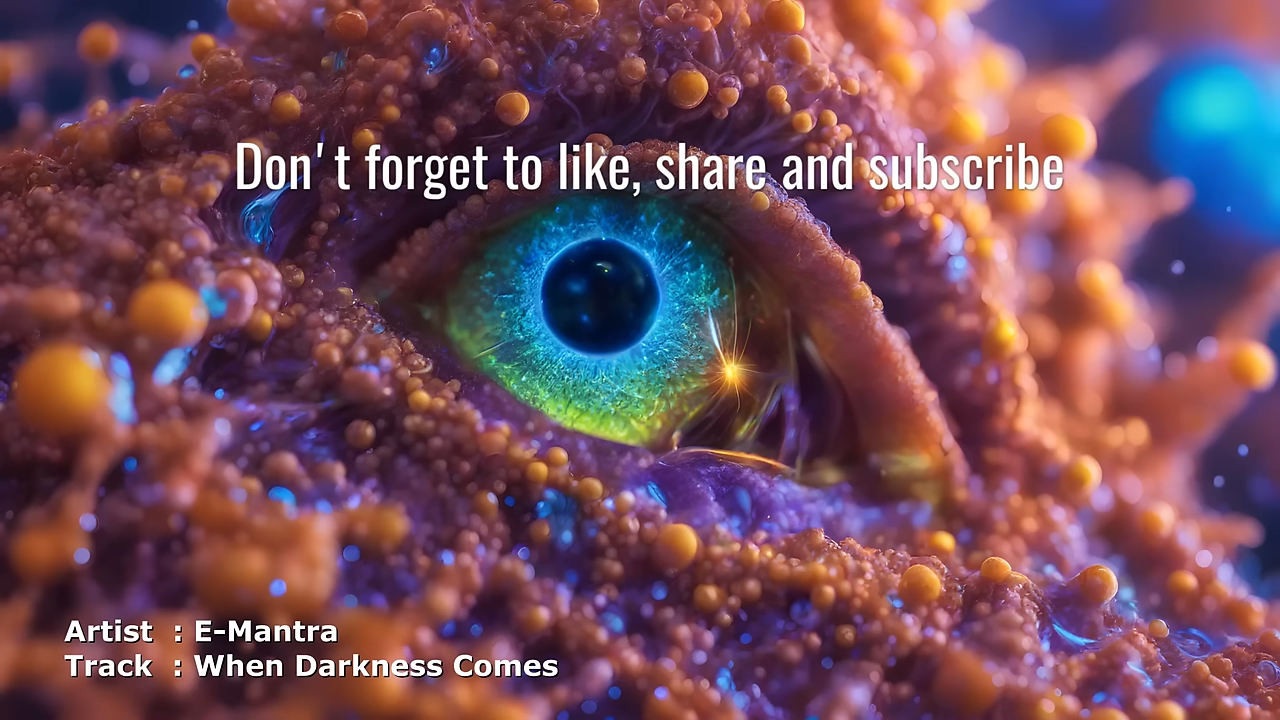 Don't forget to like, share and subscribe
Artist : E-Mantra
Track : When Darkness Comes